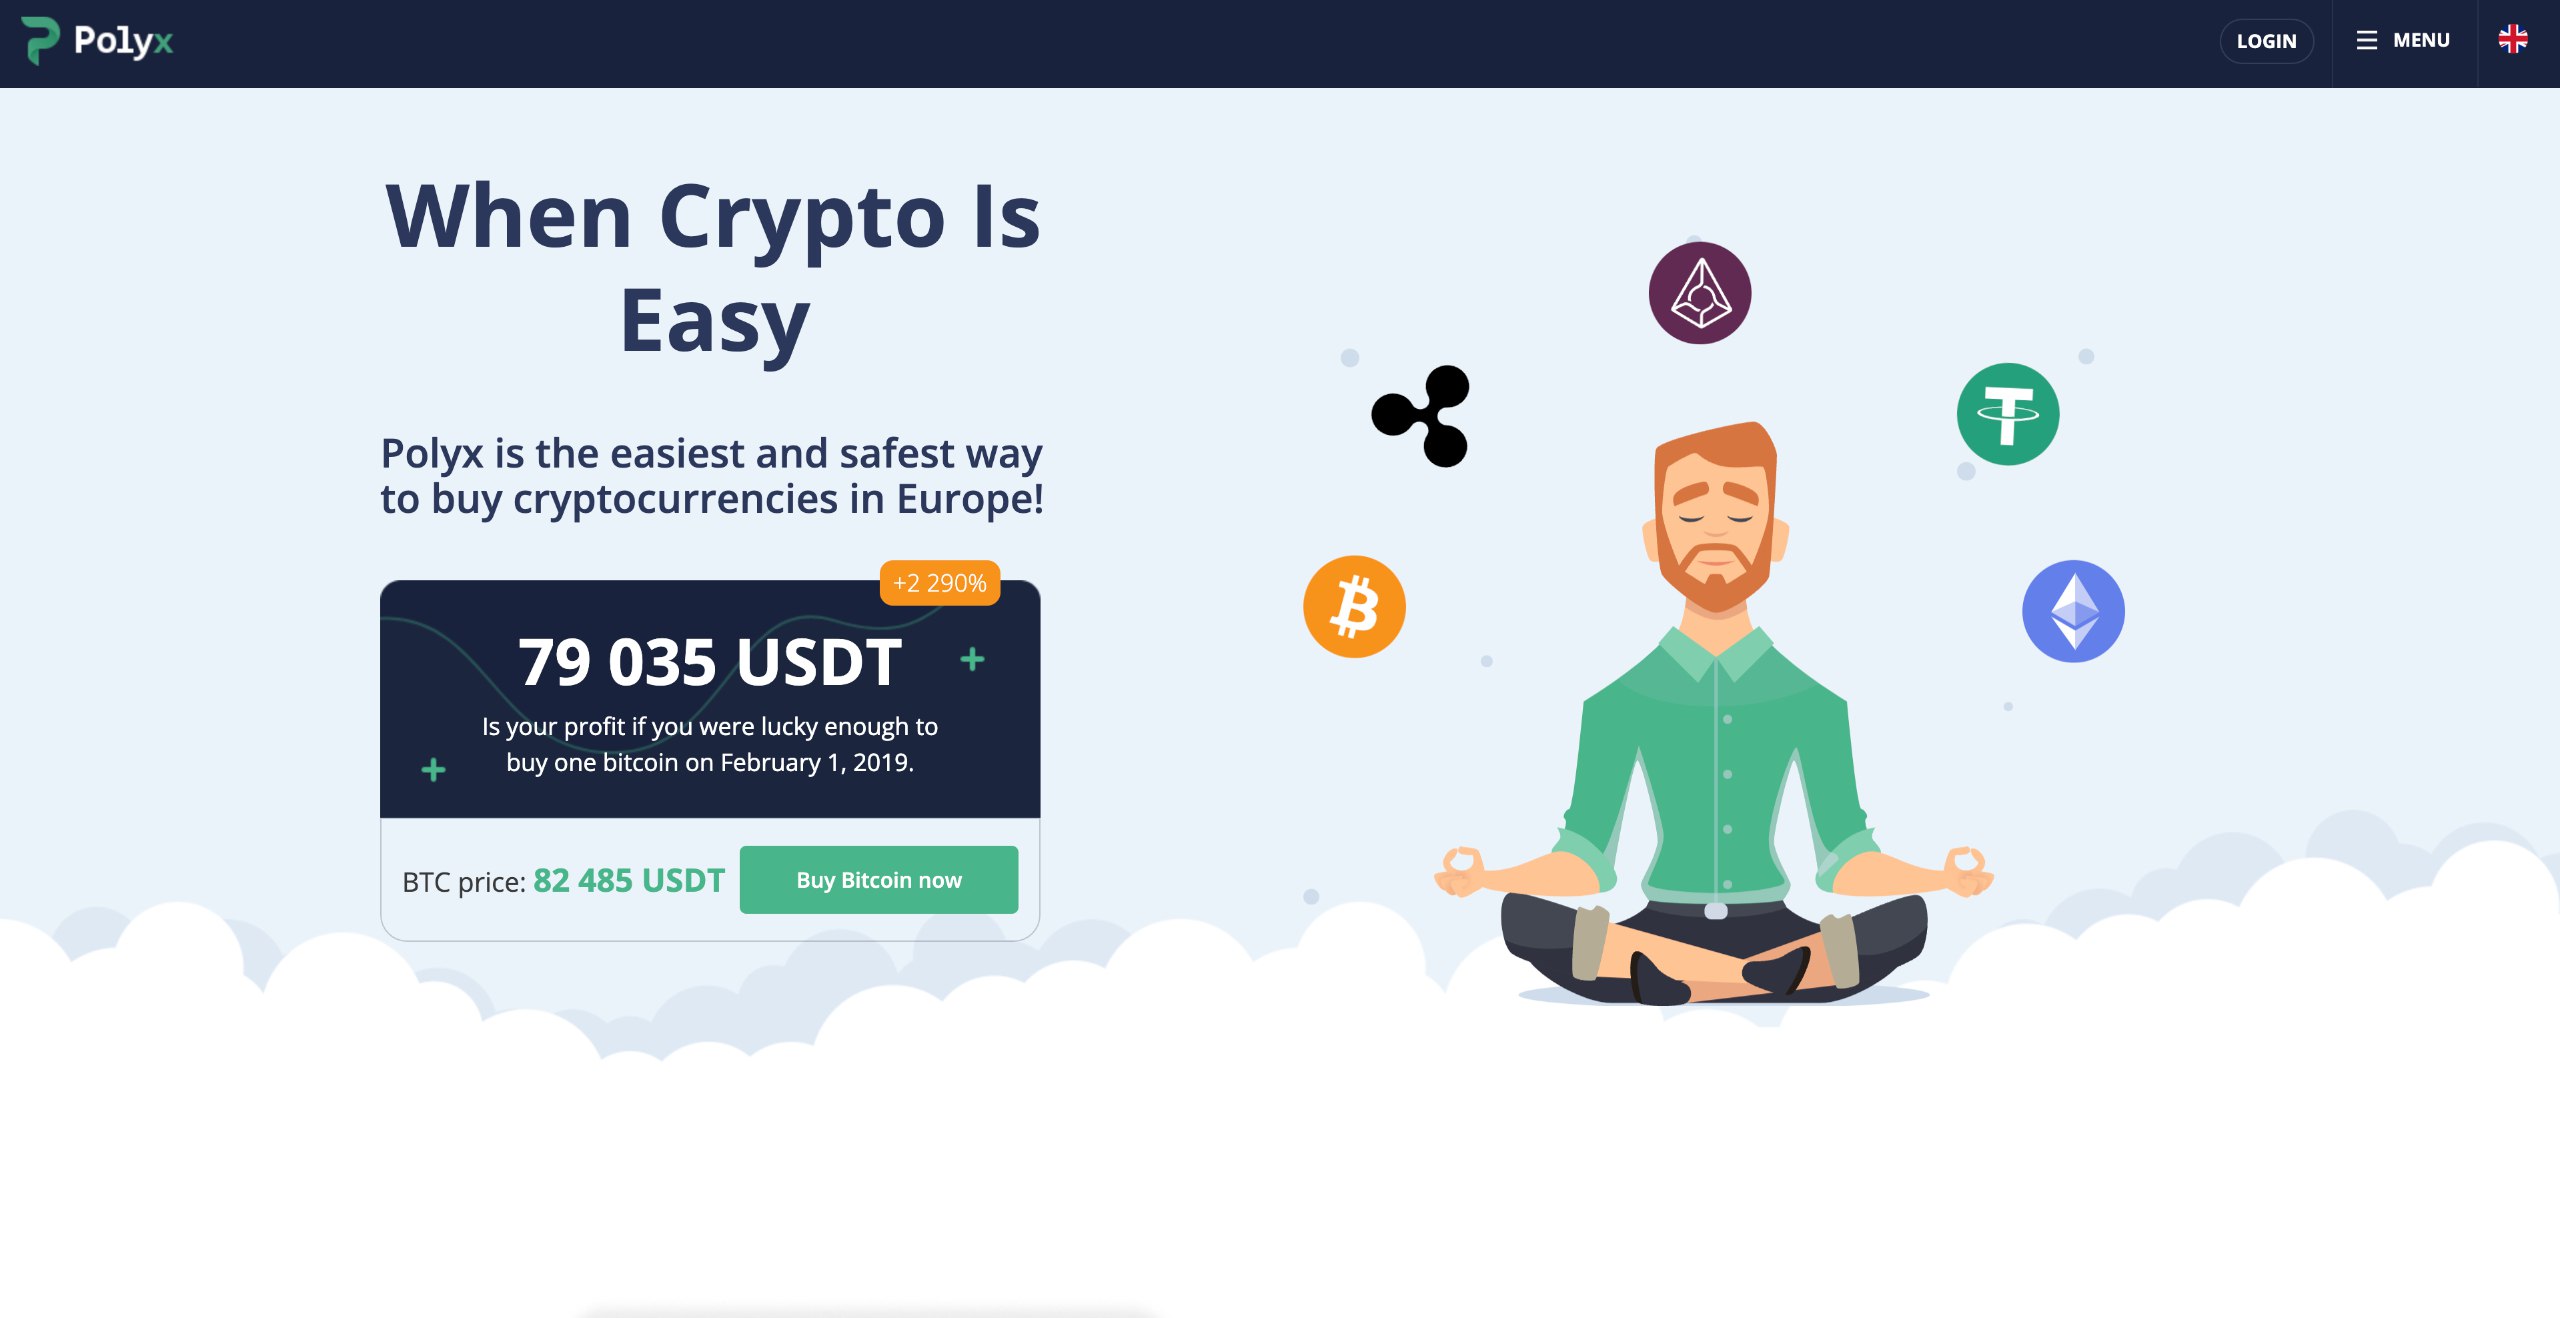 Polyx
LOGIN
MENU
When Crypto Is
Easy
Polyx is the easiest and safest way
to buy cryptocurrencies in Europe!
+2 290%
79 035 USDT
Is your profit if you were lucky enough to
buy one bitcoin on February 1, 2019.
BTC price: 82 485 USDT
Buy Bitcoin now